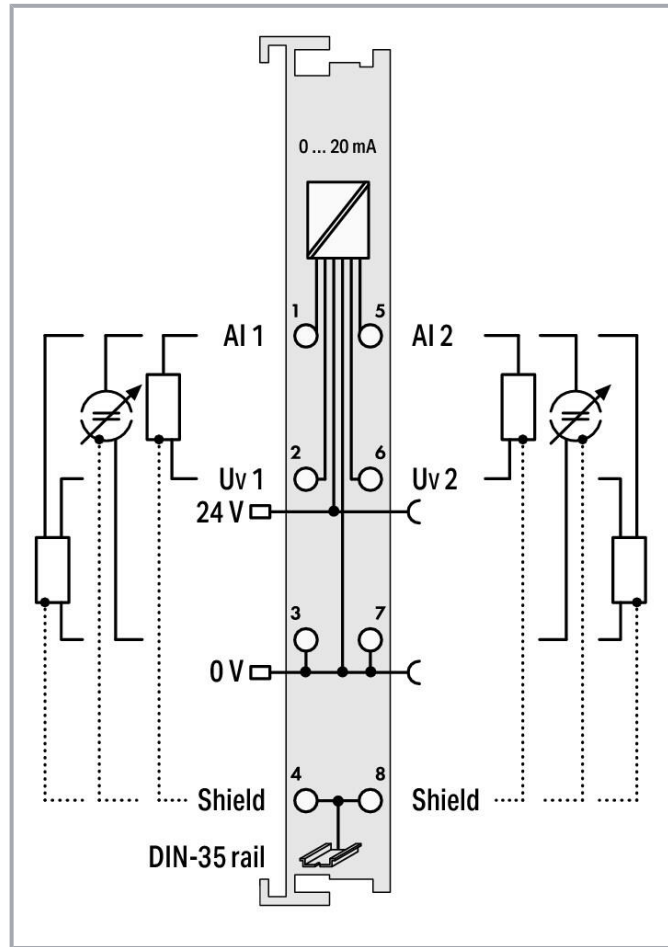 0 ... 20 mA
1 5
AI 1 AI 2
2 6
Uv 1 Uv 2
24 V
3 7
0 V
4 8
Shield Shield
DIN-35 rail